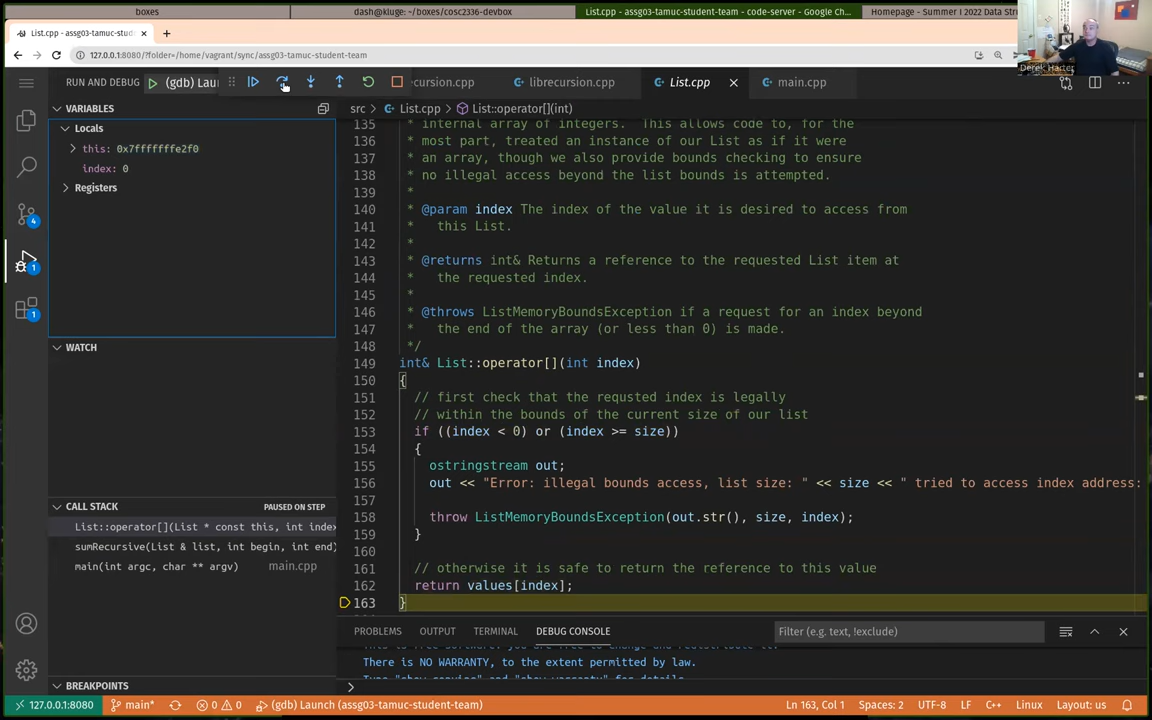 boxes
dash@kluge: ~/boxes/cosc2336-devbox
List.cpp - assg03-tamuc-student-team - code-server - Google Ch...
Homepage - Summer I 2022 Data Str
List.cpp - assg03-tamuc-stud
127.0.0.1:8080/?folder=/home/vagrant/sync/assg03-tamuc-student-team
Derek Harter
RUN AND DEBUG
(gdb) Lau
cursion.cpp
librecursion.cpp
List.cpp
main.cpp
VARIABLES
src > List.cpp > List::operator[](int)
Locals
this: 0x7fffffffe2f0
index: 0
Registers
135 * internal array of integers. This allows code to, for the
136 * most part, treated an instance of our List as if it were
137 * an array, though we also provide bounds checking to ensure
138 * no illegal access beyond the list bounds is attempted.
139 *
140 * @param index The index of the value it is desired to access from
141 * this List.
142 *
143 * @returns int& Returns a reference to the requested List item at
144 * the requested index.
145 *
146 * @throws ListMemoryBoundsException if a request for an index beyond
147 * the end of the array (or less than 0) is made.
148 */
149 int& List::operator[](int index)
150 {
151 // first check that the requsted index is legally
152 // within the bounds of the current size of our list
153 if ((index < 0) or (index >= size))
154 {
155 ostringstream out;
156 out << "Error: illegal bounds access, list size: " << size << " tried to access index address:
157
158 throw ListMemoryBoundsException(out.str(), size, index);
159 }
160
161 // otherwise it is safe to return the reference to this value
162 return values[index];
163 }
WATCH
CALL STACK
PAUSED ON STEP
List::operator[](List * const this, int index
sumRecursive(List & list, int begin, int end)
main(int argc, char ** argv) main.cpp
BREAKPOINTS
4
1
1
PROBLEMS
OUTPUT
TERMINAL
DEBUG CONSOLE
Filter (e.g. text, !exclude)
There is NO WARRANTY, to the extent permitted by law.
127.0.0.1:8080
main*
0
0
(gdb) Launch (assg03-tamuc-student-team)
Ln 163, Col 1
Spaces: 2
UTF-8
LF
C++
Linux
Layout: us